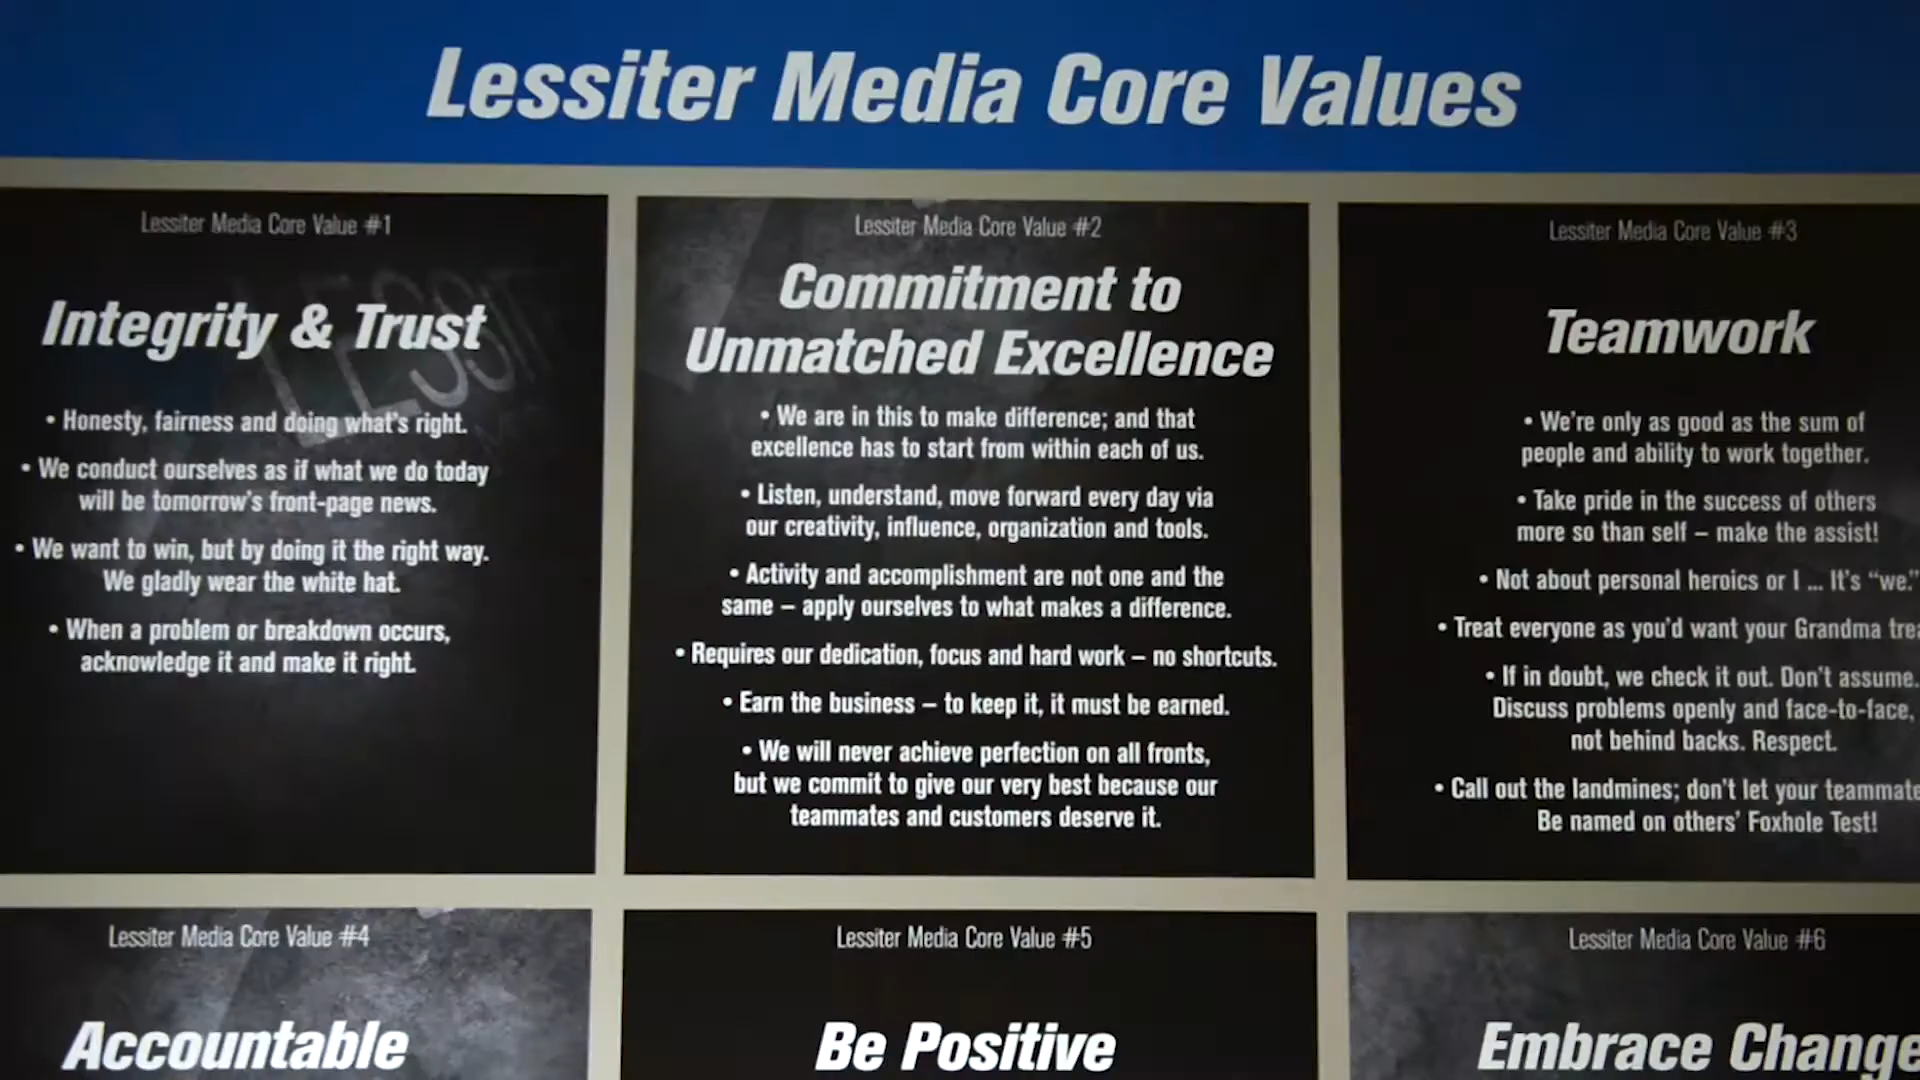 Lessiter Media Core Values
Lessiter Media Core Value #1
Integrity & Trust
• Honesty, fairness and doing what's right.
• We conduct ourselves as if what we do today
will be tomorrow's front-page news.
• We want to win, but by doing it the right way.
We gladly wear the white hat.
• When a problem or breakdown occurs,
acknowledge it and make it right.
Lessiter Media Core Value #2
Commitment to
Unmatched Excellence
• We are in this to make difference; and that
excellence has to start from within each of us.
• Listen, understand, move forward every day via
our creativity, influence, organization and tools.
• Activity and accomplishment are not one and the
same – apply ourselves to what makes a difference.
• Requires our dedication, focus and hard work – no shortcuts.
• Earn the business – to keep it, it must be earned.
• We will never achieve perfection on all fronts,
but we commit to give our very best because our
teammates and customers deserve it.
Lessiter Media Core Value #3
Teamwork
• We're only as good as the sum of
people and ability to work together.
• Take pride in the success of others
more so than self – make the assist!
• Not about personal heroics or I ... It's “we.”
• Treat everyone as you'd want your Grandma
• If in doubt, we check it out. Don't assume.
Discuss problems openly and face-to-face,
not behind backs. Respect.
• Call out the landmines; don't let your
Be named on others' Foxhole Test!
Lessiter Media Core Value #4
Accountable
Lessiter Media Core Value #5
Be Positive
Lessiter Media Core Value #6
Embrace Change